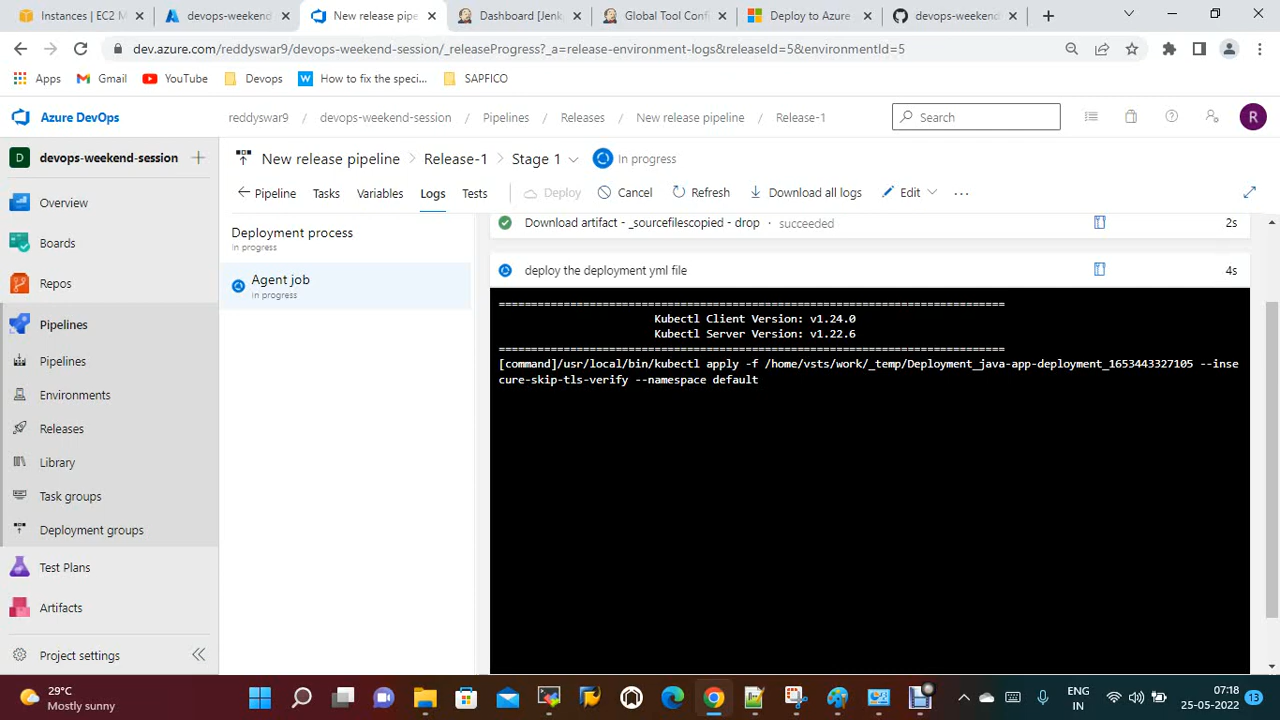 Instances | EC2 M
devops-weekend
New release pipe
Dashboard [Jenk
Global Tool Conf
Deploy to Azure
devops-weekend
dev.azure.com/reddyswar9/devops-weekend-session/_releaseProgress?_a=release-environment-logs&releaseId=5&environmentId=5
Apps
Gmail
YouTube
Devops
How to fix the speci...
SAPFICO
Azure DevOps
reddyswar9 / devops-weekend-session / Pipelines / Releases / New release pipeline / Release-1
Search
R
D
devops-weekend-session
New release pipeline > Release-1 > Stage 1
In progress
Overview
Boards
Repos
Pipelines
Pipelines
Environments
Releases
Library
Task groups
Deployment groups
Test Plans
Artifacts
Project settings
Pipeline
Tasks
Variables
Logs
Tests
Deploy
Cancel
Refresh
Download all logs
Edit
...
Deployment process
In progress
Agent job
In progress
Download artifact - _sourcefilescopied - drop · succeeded
2s
deploy the deployment yml file
4s
==============================================================================
Kubectl Client Version: v1.24.0
Kubectl Server Version: v1.22.6
==============================================================================
[command]/usr/local/bin/kubectl apply -f /home/vsts/work/_temp/Deployment_java-app-deployment_1653443327105 --inse
cure-skip-tls-verify --namespace default
29°C
Mostly sunny
ENG
IN
07:18
25-05-2022
13